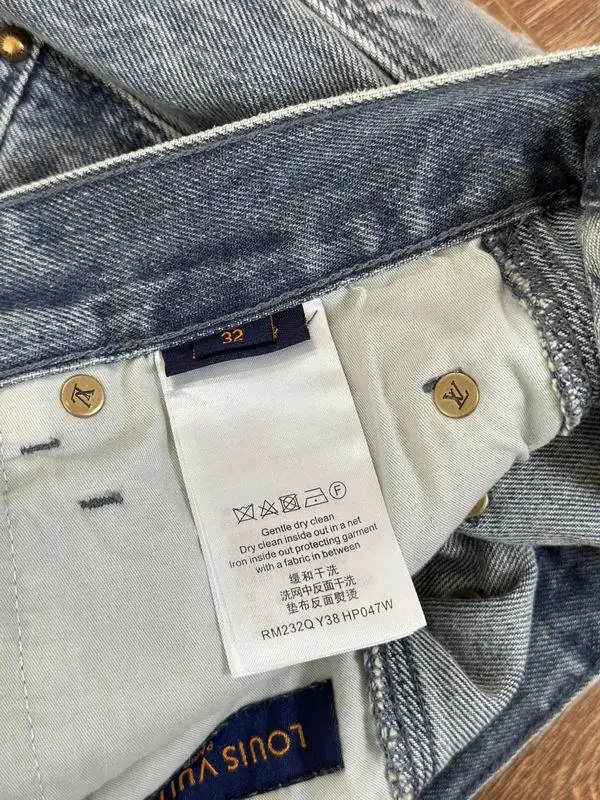 32
LV
LV
F
Gentle dry clean
Dry clean inside out in a net
Iron inside out protecting garment
with a fabric in between
缓和干洗
洗网中反面干洗
垫布反面熨烫
RM232Q Y38 HP047W
LOUIS